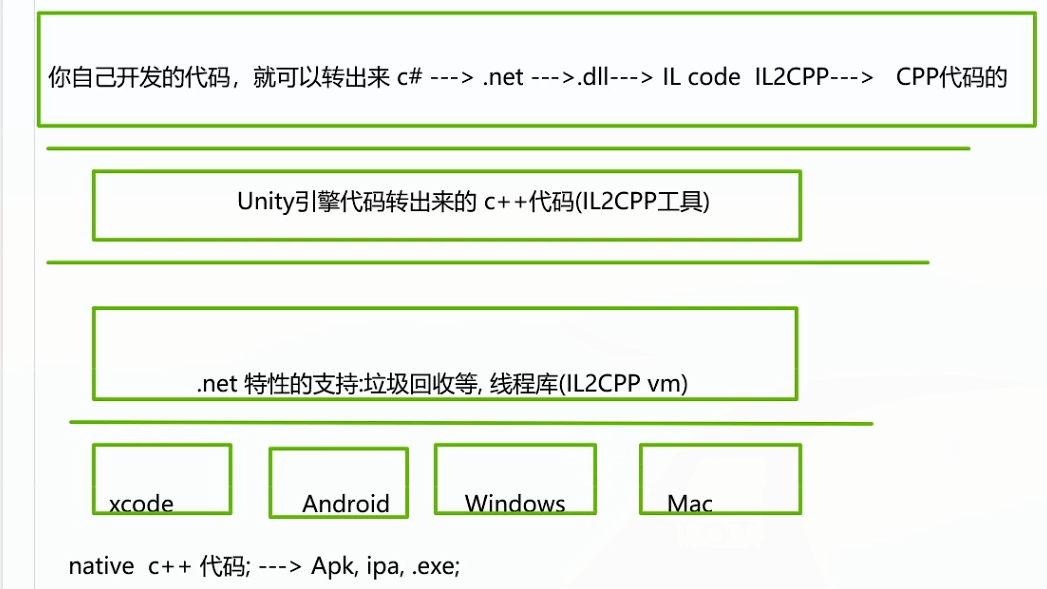 你自己开发的代码，就可以转出来 c# ---> .net --->.dll---> IL code  IL2CPP--->   CPP代码的
Unity引擎代码转出来的 c++代码(IL2CPP工具)
.net 特性的支持:垃圾回收等, 线程库(IL2CPP vm)
xcode Android Windows Mac
native  c++ 代码; ---> Apk, ipa, .exe;